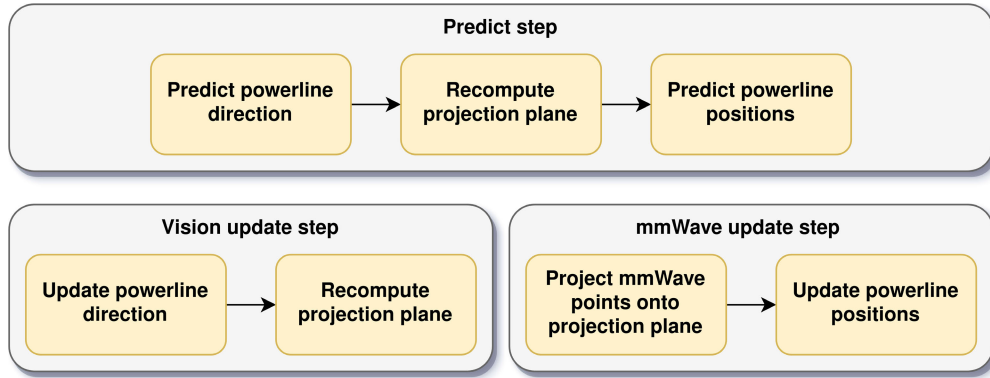 Predict step
Predict powerline
direction
Recompute
projection plane
Predict powerline
positions
Vision update step
Update powerline
direction
Recompute
projection plane
mmWave update step
Project mmWave
points onto
projection plane
Update powerline
positions